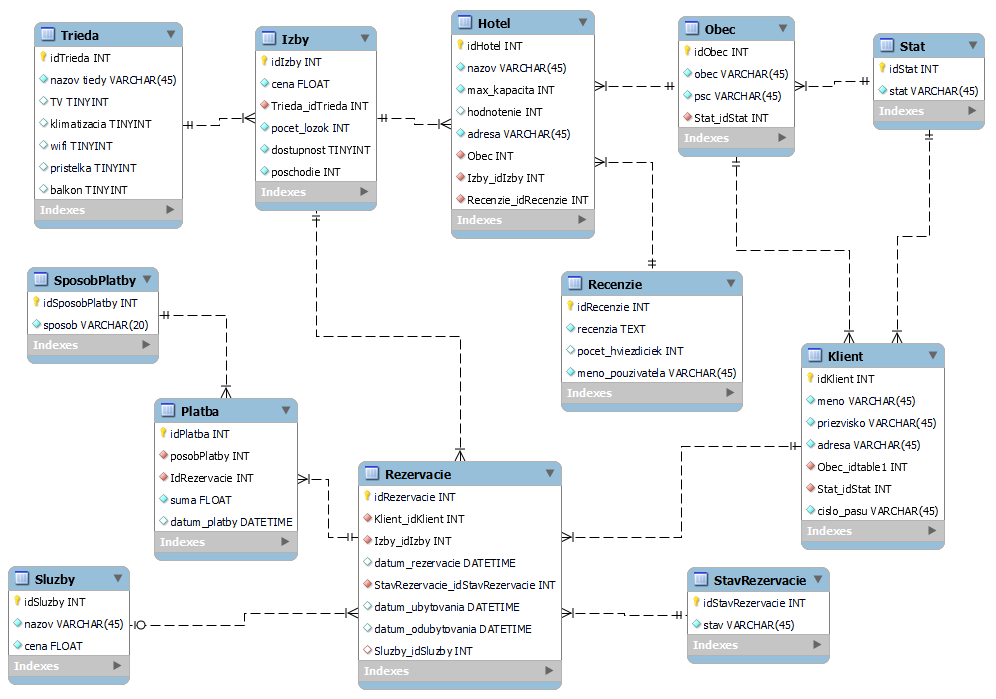 Trieda
idTrieda INT
nazov tiedy VARCHAR(45)
TV TINYINT
klimatizacia TINYINT
wifi TINYINT
pristelka TINYINT
balkon TINYINT
Indexes
Izby
idIzby INT
cena FLOAT
Trieda_idTrieda INT
pocet_lozok INT
dostupnost TINYINT
poschodie INT
Indexes
Hotel
idHotel INT
nazov VARCHAR(45)
max_kapacita INT
hodnotenie INT
adresa VARCHAR(45)
Obec INT
Izby_idIzby INT
Recenzie_idRecenzie INT
Indexes
Obec
idObec INT
obec VARCHAR(45)
psc VARCHAR(45)
Stat_idStat INT
Indexes
Stat
idStat INT
stat VARCHAR(45)
Indexes
SposobPlatby
idSposobPlatby INT
sposob VARCHAR(20)
Indexes
Recenzie
idRecenzie INT
recenzia TEXT
pocet_hviezdiciek INT
meno_pouzivatela VARCHAR(45)
Indexes
Klient
idKlient INT
meno VARCHAR(45)
priezvisko VARCHAR(45)
adresa VARCHAR(45)
Obec_idtable1 INT
Stat_idStat INT
cislo_pasu VARCHAR(45)
Indexes
Platba
idPlatba INT
posobPlatby INT
IdRezervacie INT
suma FLOAT
datum_platby DATETIME
Indexes
Rezervacie
idRezervacie INT
Klient_idKlient INT
Izby_idIzby INT
datum_rezervacie DATETIME
StavRezervacie_idStavRezervacie INT
datum_ubytovania DATETIME
datum_odubytovania DATETIME
Sluzby_idSluzby INT
Indexes
Sluzby
idSluzby INT
nazov VARCHAR(45)
cena FLOAT
Indexes
StavRezervacie
idStavRezervacie INT
stav VARCHAR(45)
Indexes